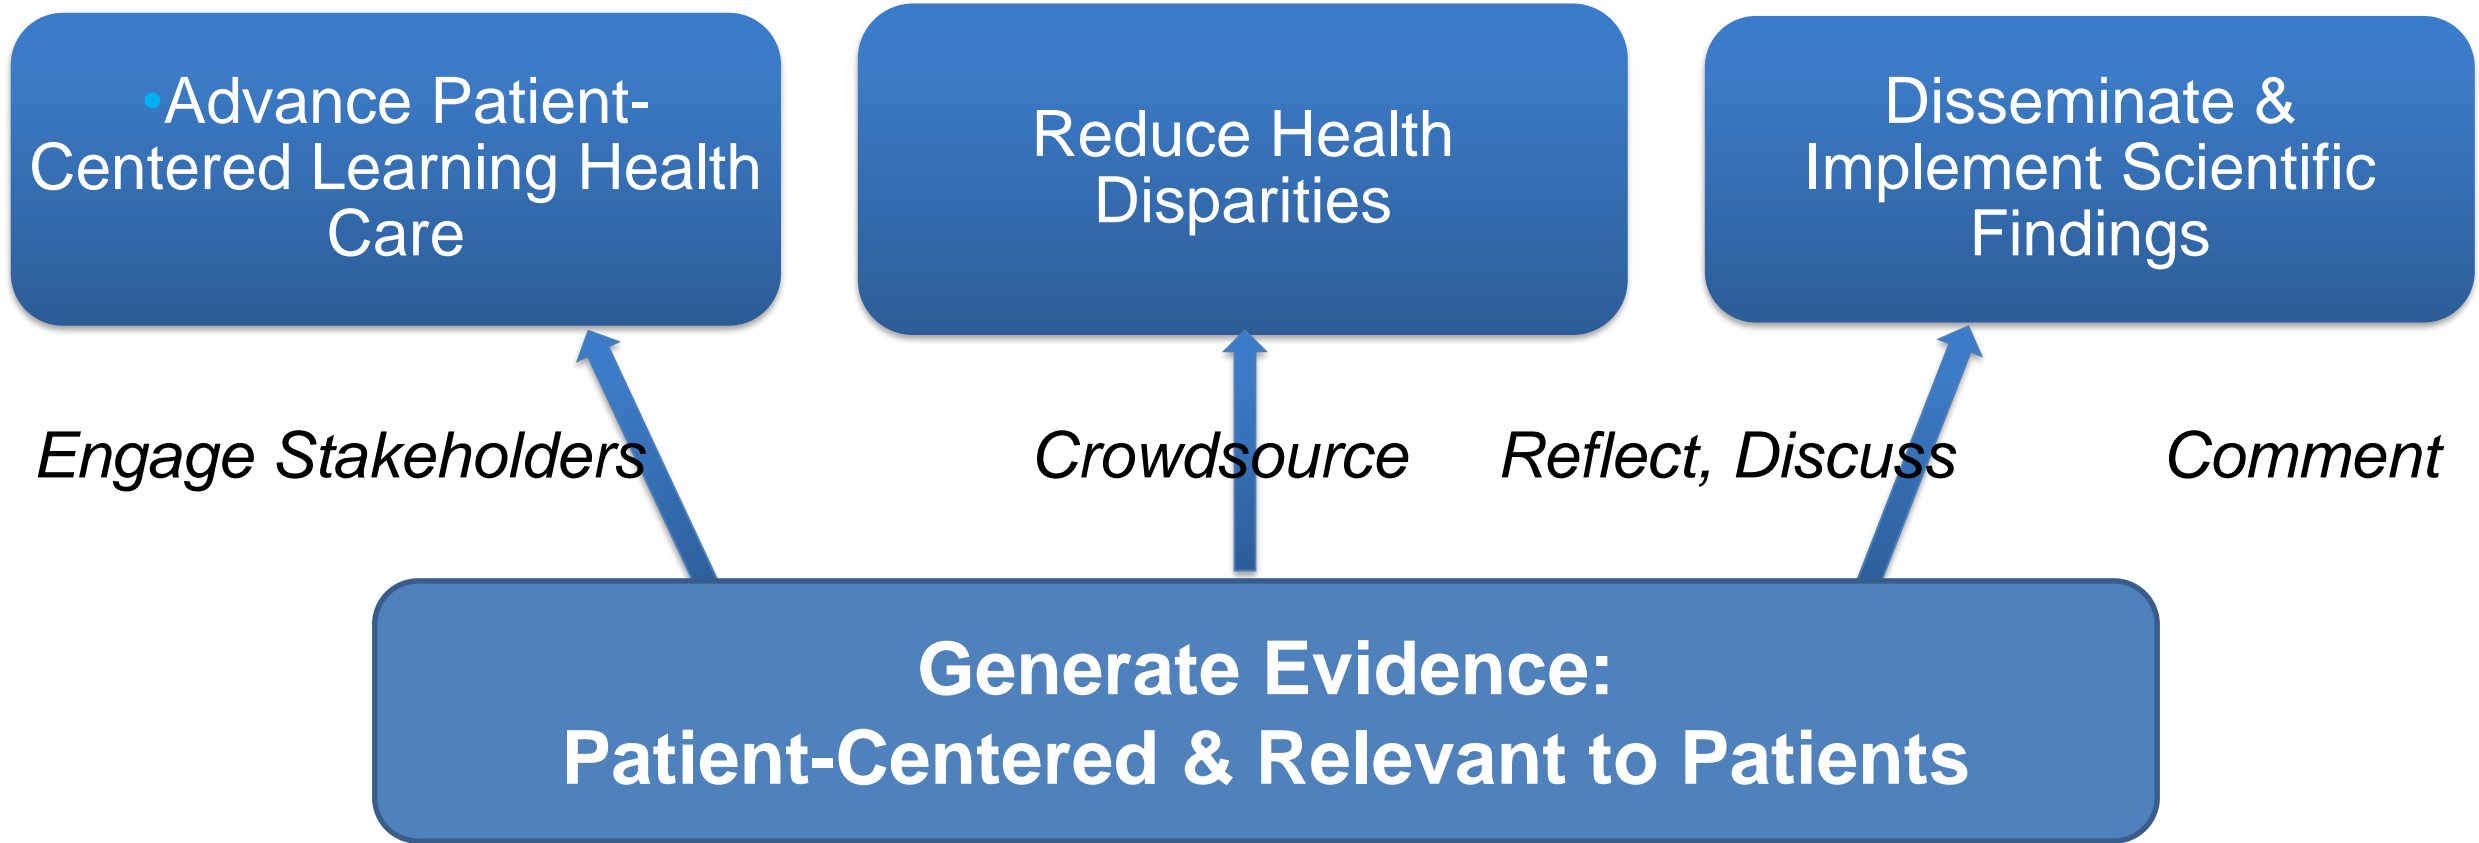 •Advance Patient-
Centered Learning Health
Care
Reduce Health
Disparities
Disseminate &
Implement Scientific
Findings
Engage Stakeholders
Crowdsource
Reflect, Discuss
Comment
Generate Evidence:
Patient-Centered & Relevant to Patients